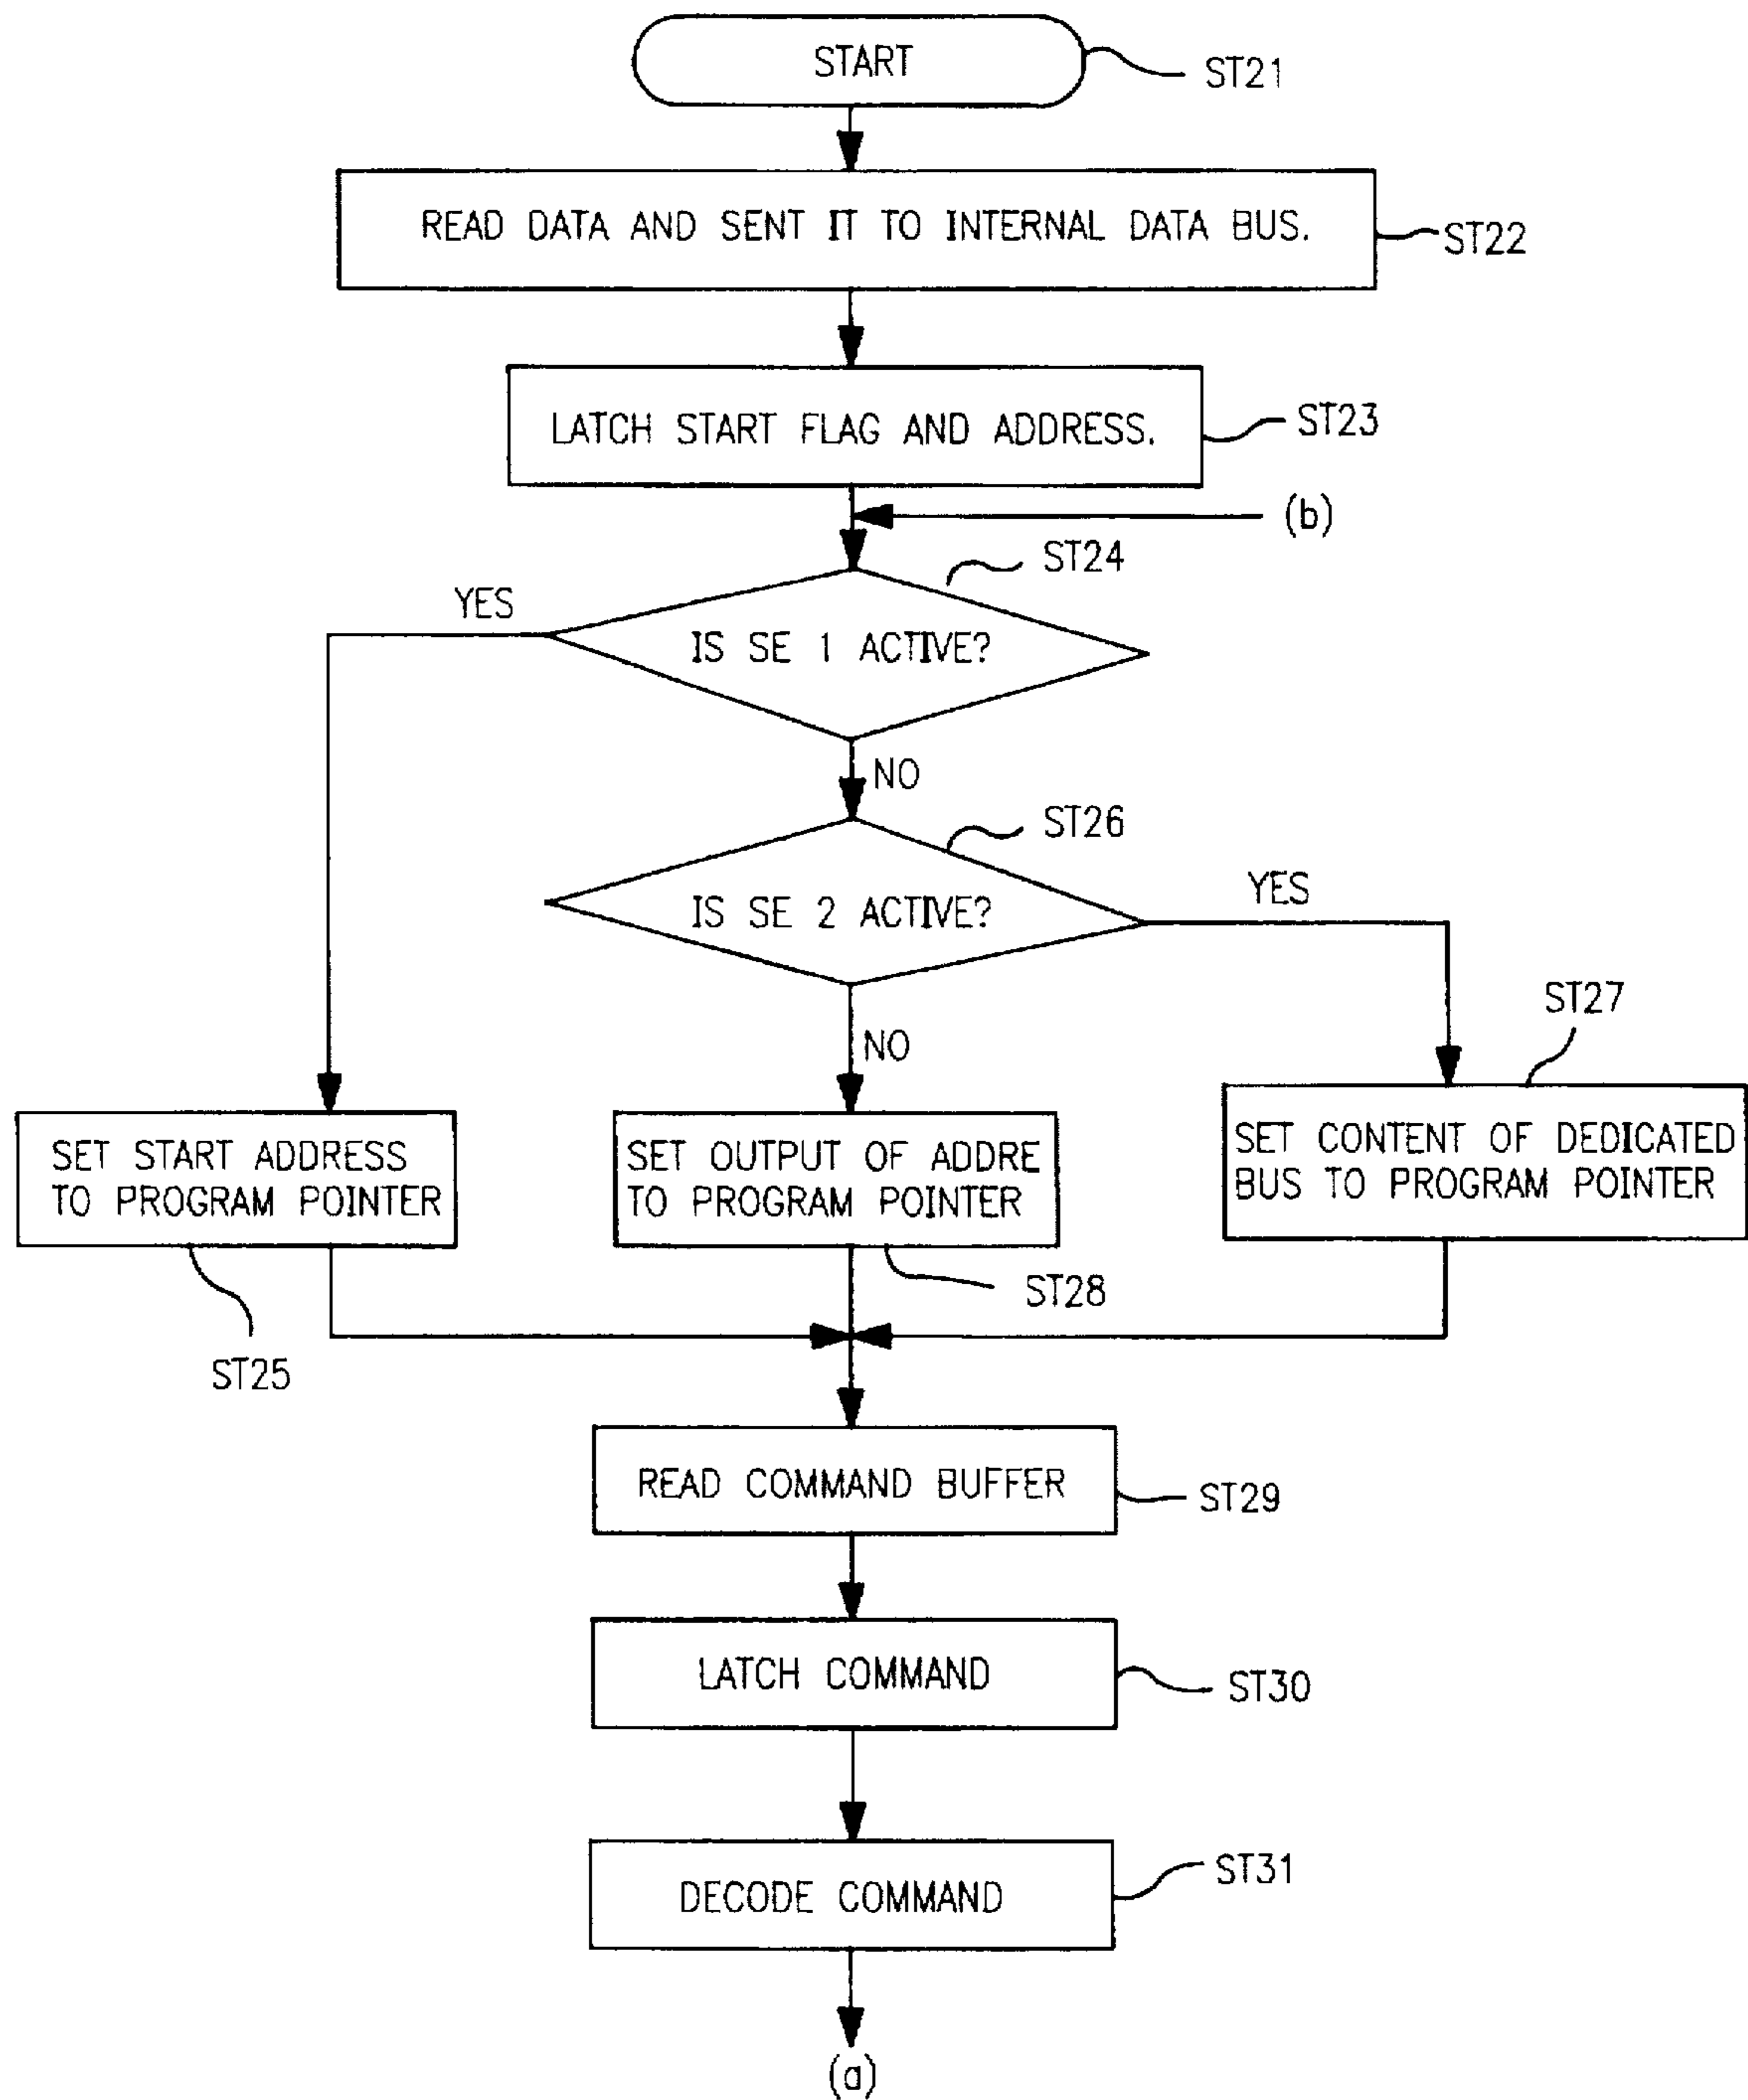 START
ST21
READ DATA AND SENT IT TO INTERNAL DATA BUS.
ST22
LATCH START FLAG AND ADDRESS.
ST23
(b)
ST24
YES
IS SE 1 ACTIVE?
NO
ST26
IS SE 2 ACTIVE?
YES
ST27
NO
SET START ADDRESS
TO PROGRAM POINTER
SET OUTPUT OF ADDRE
TO PROGRAM POINTER
SET CONTENT OF DEDICATED
BUS TO PROGRAM POINTER
ST28
ST25
READ COMMAND BUFFER
ST29
LATCH COMMAND
ST30
DECODE COMMAND
ST31
(a)